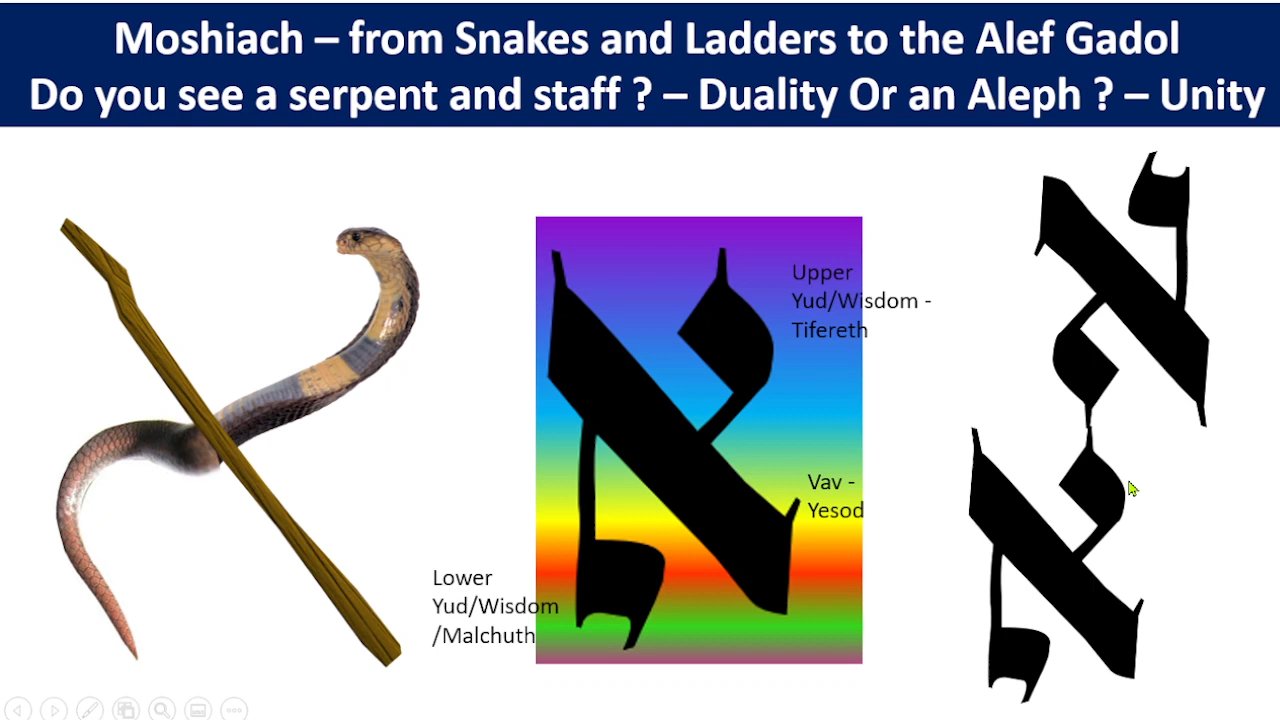 Moshiach – from Snakes and Ladders to the Alef Gadol
Do you see a serpent and staff ? – Duality Or an Aleph ? – Unity
Upper
Yud/Wisdom -
Tifereth
Vav -
Yesod
Lower
Yud/Wisdom
/Malchuth
א
א
א